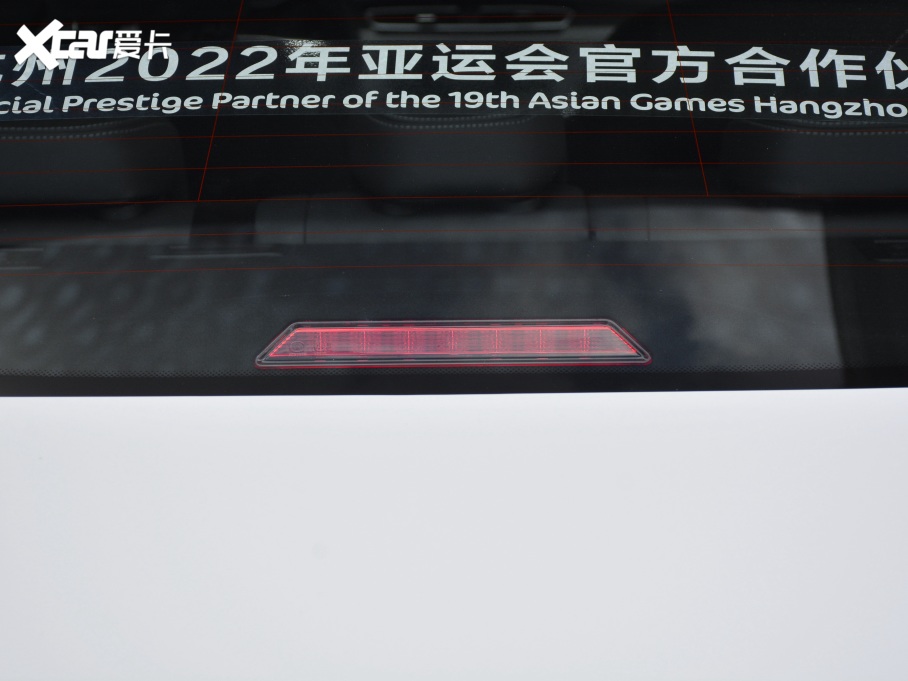 Xcar爱卡
州2022年亚运会官方合作伙
cial Prestige Partner of the 19th Asian Games Hangzho